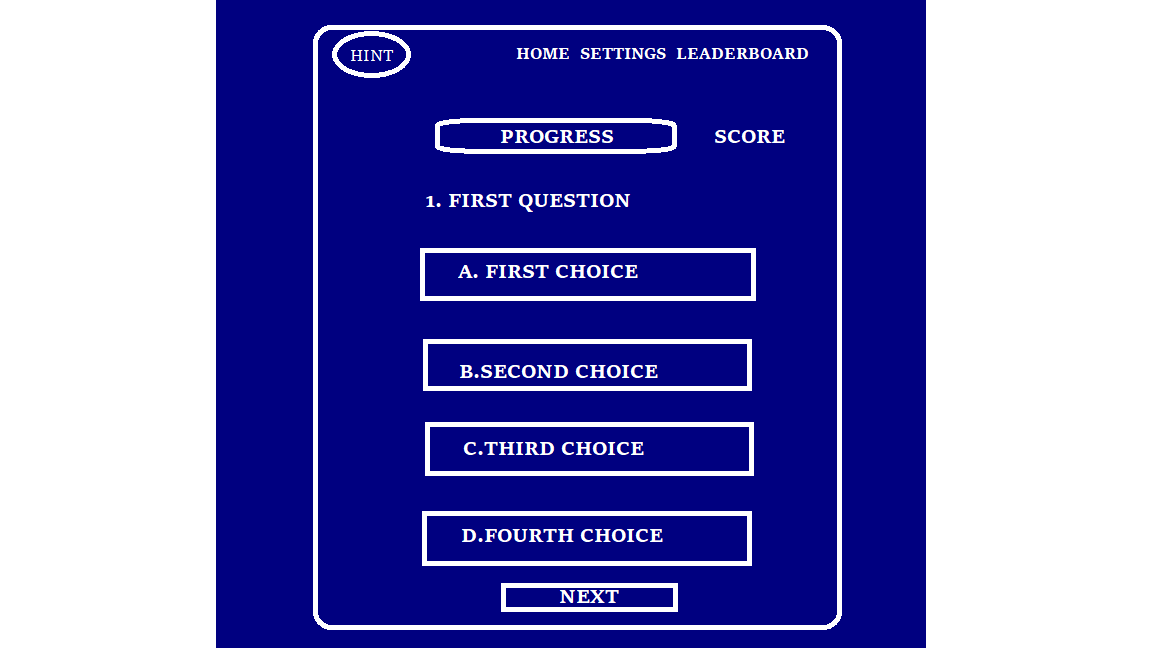 HINT HOME SETTINGS LEADERBOARD
PROGRESS SCORE
1. FIRST QUESTION
A. FIRST CHOICE
B.SECOND CHOICE
C.THIRD CHOICE
D.FOURTH CHOICE
NEXT